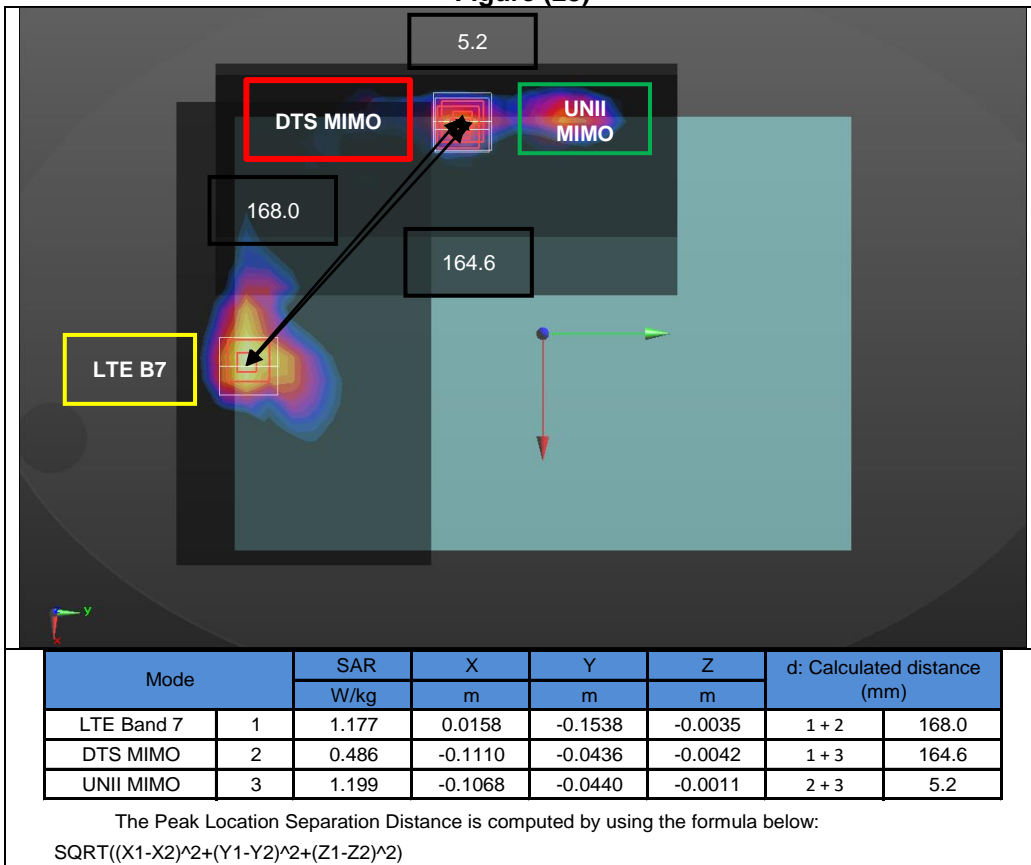 5.2
DTS MIMO
UNII
MIMO
168.0
164.6
LTE B7
y
x
Mode SAR X Y Z d: Calculated distance
(mm)
W/kg m m m
LTE Band 7 1 1.177 0.0158 -0.1538 -0.0035 1 + 2 168.0
DTS MIMO 2 0.486 -0.1110 -0.0436 -0.0042 1 + 3 164.6
UNII MIMO 3 1.199 -0.1068 -0.0440 -0.0011 2 + 3 5.2
The Peak Location Separation Distance is computed by using the formula below:
SQRT((X1-X2)^2+(Y1-Y2)^2+(Z1-Z2)^2)